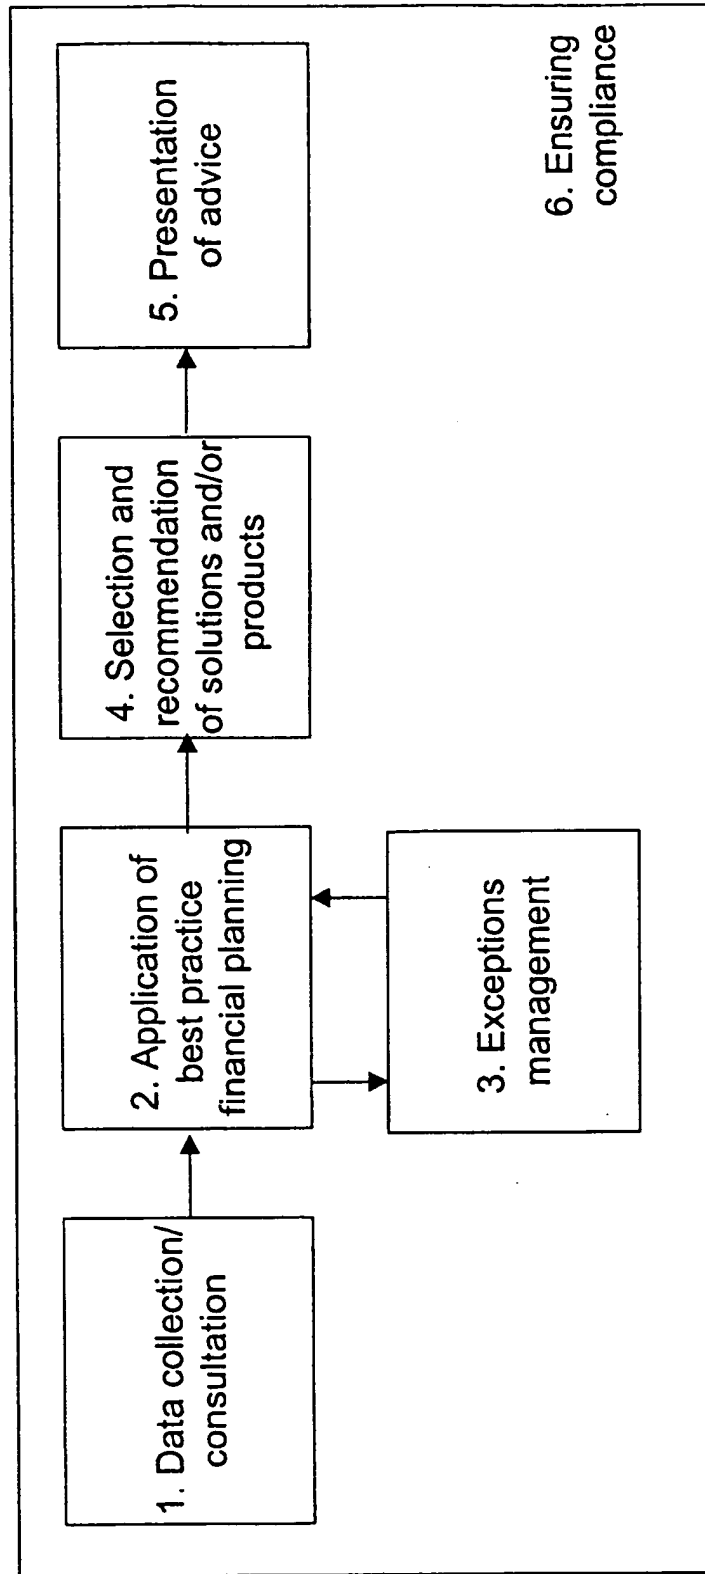 1. Data collection/
consultation
2. Application of
best practice
financial planning
3. Exceptions
management
4. Selection and
recommendation
of solutions and/or
products
5. Presentation
of advice
6. Ensuring
compliance